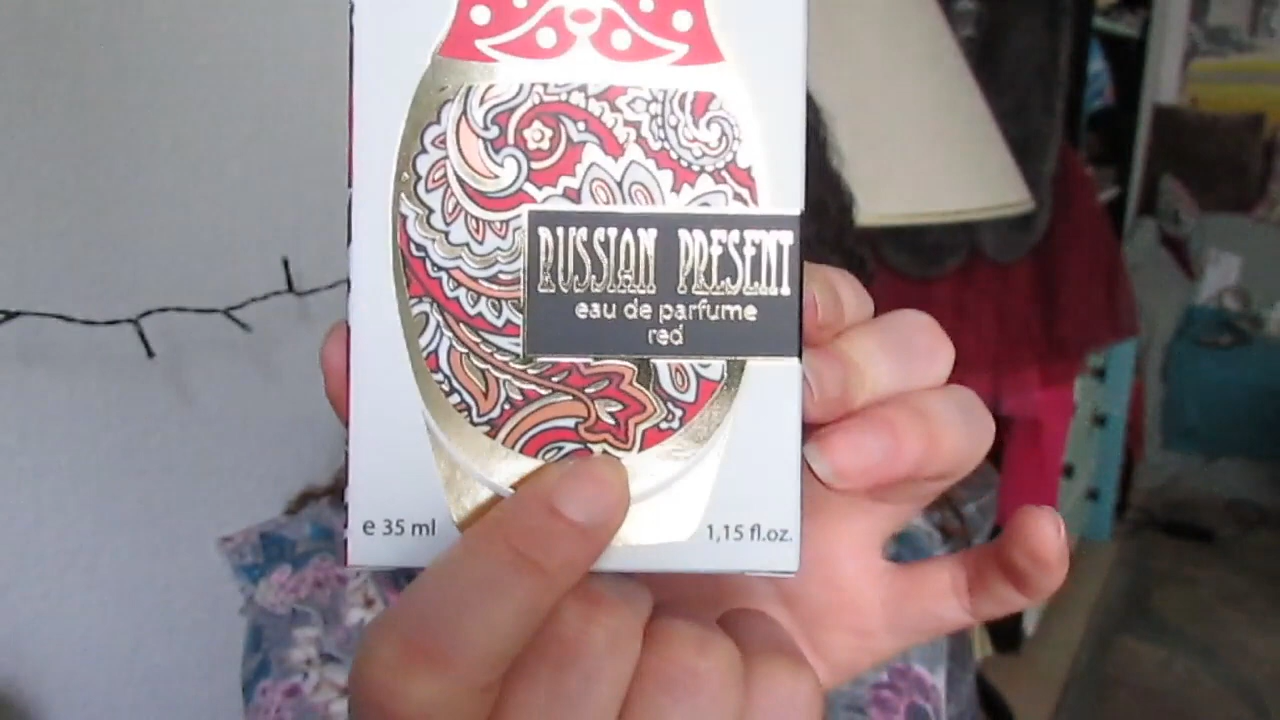 RUSSIAN PRESENT
eau de parfume
red
e 35 ml
1,15 fl.oz.